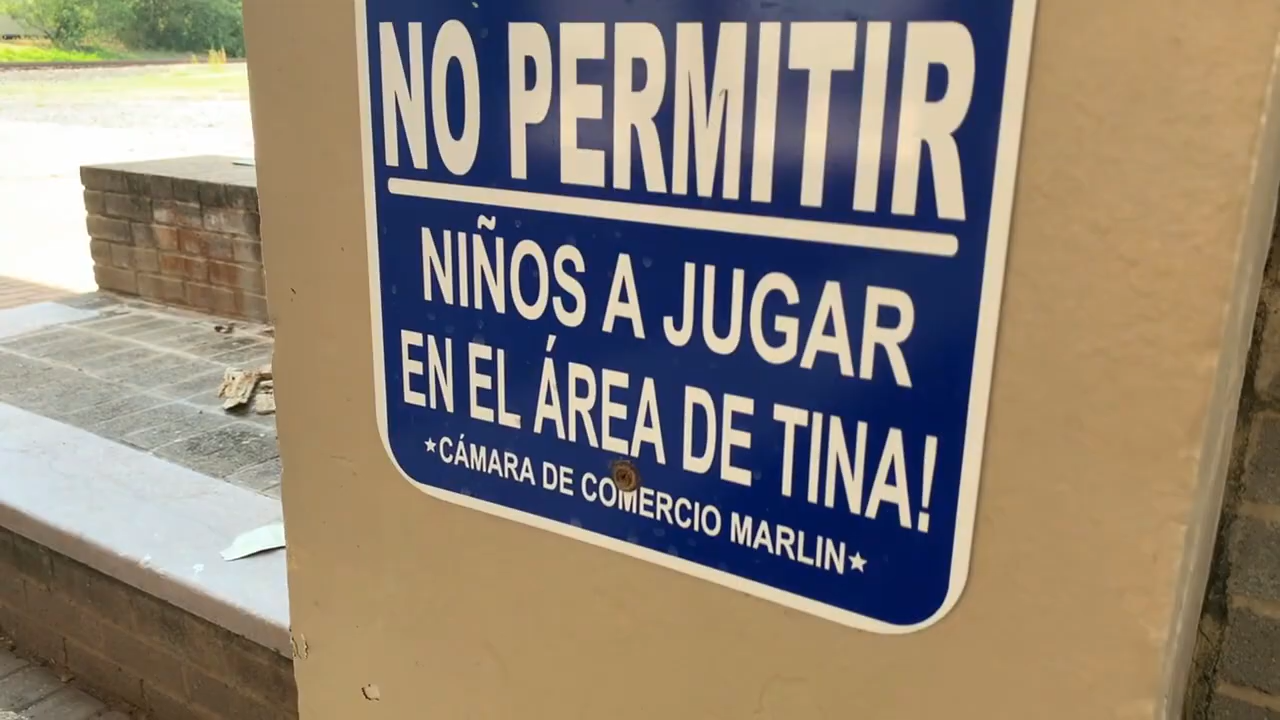 NO PERMITIR
NIÑOS A JUGAR
EN EL ÁREA DE TINA!
★CÁMARA DE COMERCIO MARLIN★